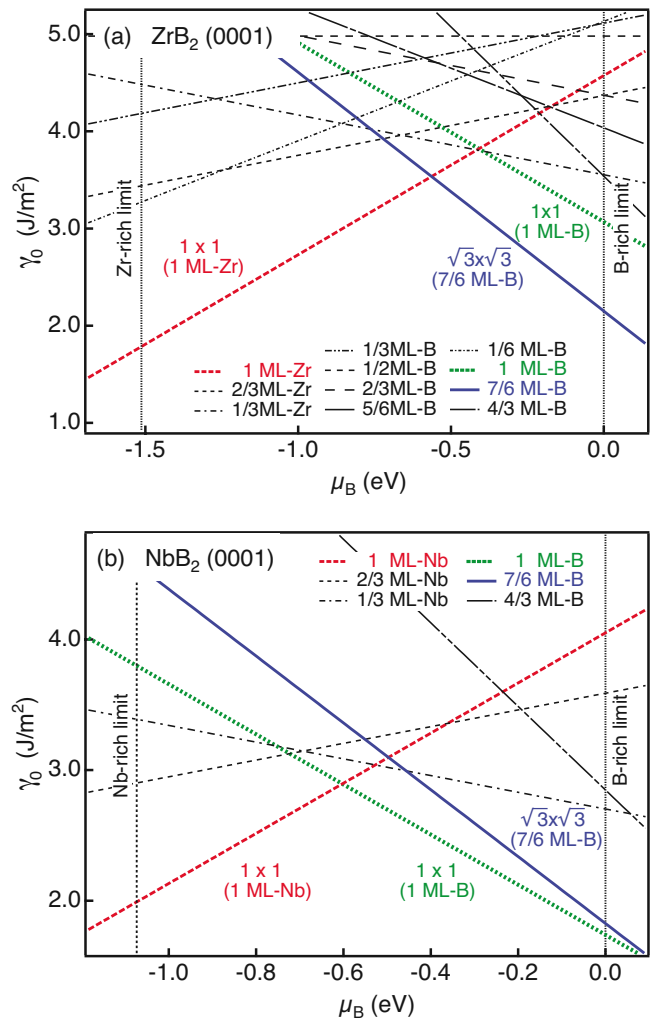 (a) ZrB₂ (0001)
5.0
4.0
3.0
2.0
1.0
γ₀ (J/m²)
Zr-rich limit
B-rich limit
1 x 1
(1 ML-Zr)
1x1
(1 ML-B)
√3x√3
(7/6 ML-B)
1 ML-Zr
2/3ML-Zr
1/3ML-Zr
1/3ML-B
1/2ML-B
2/3ML-B
5/6ML-B
1/6 ML-B
1 ML-B
7/6 ML-B
4/3 ML-B
-1.5 -1.0 -0.5 0.0
μB (eV)
(b) NbB₂ (0001)
1 ML-Nb
2/3 ML-Nb
1/3 ML-Nb
1 ML-B
7/6 ML-B
4/3 ML-B
4.0
3.0
2.0
γ₀ (J/m²)
Nb-rich limit
B-rich limit
√3x√3
(7/6 ML-B)
1 x 1
(1 ML-Nb)
1 x 1
(1 ML-B)
-1.0 -0.8 -0.6 -0.4 -0.2 0.0
μB (eV)